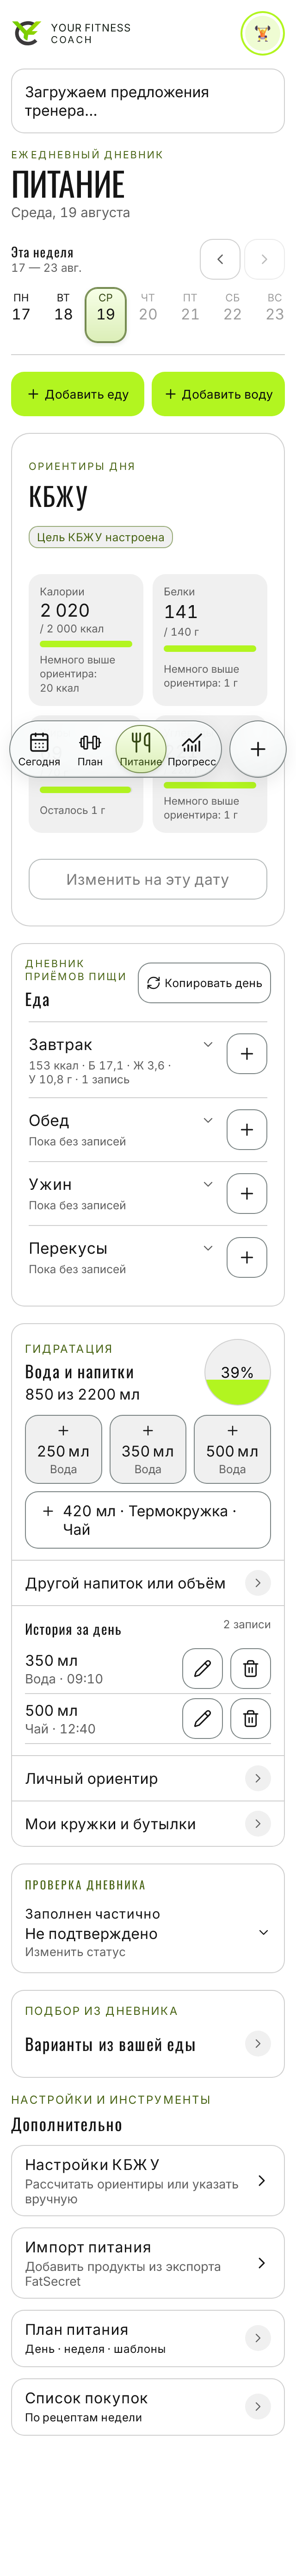 YOUR FITNESS
COACH
Загружаем предложения
тренера...
ЕЖЕДНЕВНЫЙ ДНЕВНИК
ПИТАНИЕ
Среда, 19 августа
Эта неделя
17 — 23 авг.
ПН ВТ СР ЧТ ПТ СБ ВС
17 18 19 20 21 22 23
+ Добавить еду + Добавить воду
ОРИЕНТИРЫ ДНЯ
КБЖУ
Цель КБЖУ настроена
Калории
2 020
/ 2 000 ккал
Немного выше
ориентира:
20 ккал
Белки
141
/ 140 г
Немного выше
ориентира: 1 г
Сегодня План Питание Прогресс
+
Осталось 1 г
Немного выше
ориентира: 1 г
Изменить на эту дату
ДНЕВНИК
ПРИЁМОВ ПИЩИ
Еда
Копировать день
Завтрак
153 ккал · Б 17,1 · Ж 3,6 ·
У 10,8 г · 1 запись
+
Обед
Пока без записей
+
Ужин
Пока без записей
+
Перекусы
Пока без записей
+
ГИДРАТАЦИЯ
Вода и напитки
850 из 2200 мл
39%
+ + +
250 мл 350 мл 500 мл
Вода Вода Вода
+ 420 мл · Термокружка ·
Чай
Другой напиток или объём
История за день
2 записи
350 мл
Вода · 09:10
500 мл
Чай · 12:40
Личный ориентир
Мои кружки и бутылки
ПРОВЕРКА ДНЕВНИКА
Заполнен частично
Не подтверждено
Изменить статус
ПОДБОР ИЗ ДНЕВНИКА
Варианты из вашей еды
НАСТРОЙКИ И ИНСТРУМЕНТЫ
Дополнительно
Настройки КБЖУ
Рассчитать ориентиры или указать
вручную
Импорт питания
Добавить продукты из экспорта
FatSecret
План питания
День · неделя · шаблоны
Список покупок
По рецептам недели